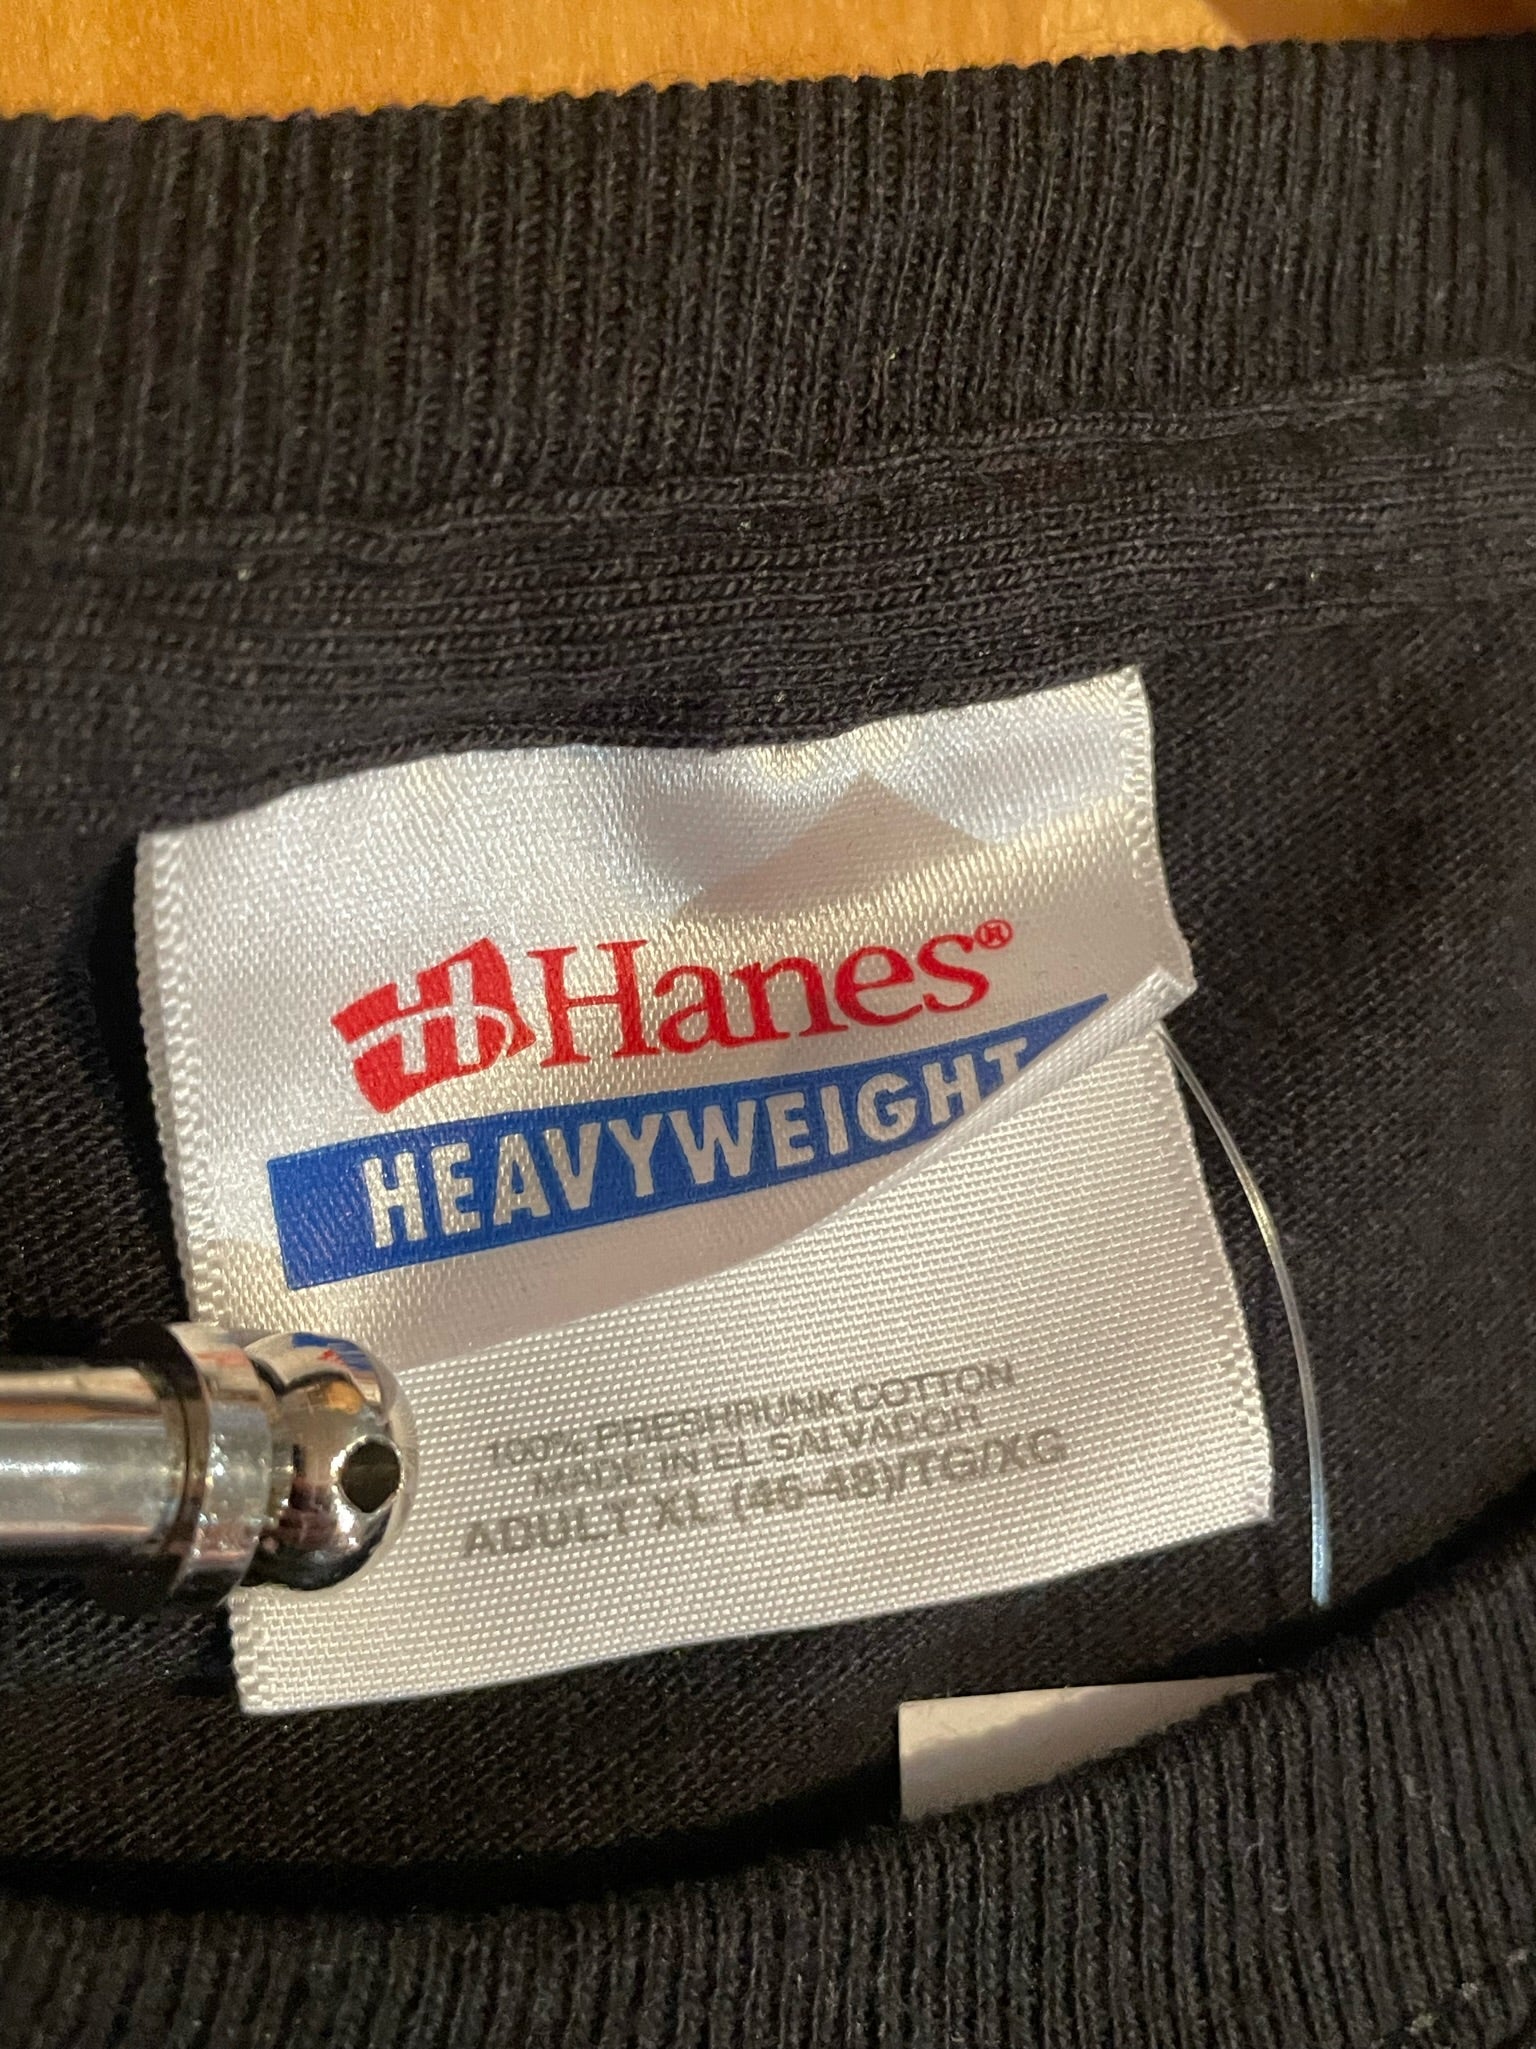 Hanes®
HEAVYWEIGHT
100% PRESHRUNK COTTON
MADE IN EL SALVADOR
ADULT XL (46-48)/TG/XG